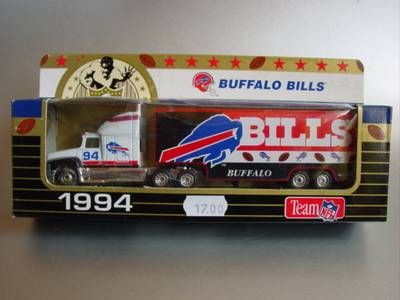 BUFFALO BILLS
BILLS
94
BUFFALO
1994
17.00
Team NFL